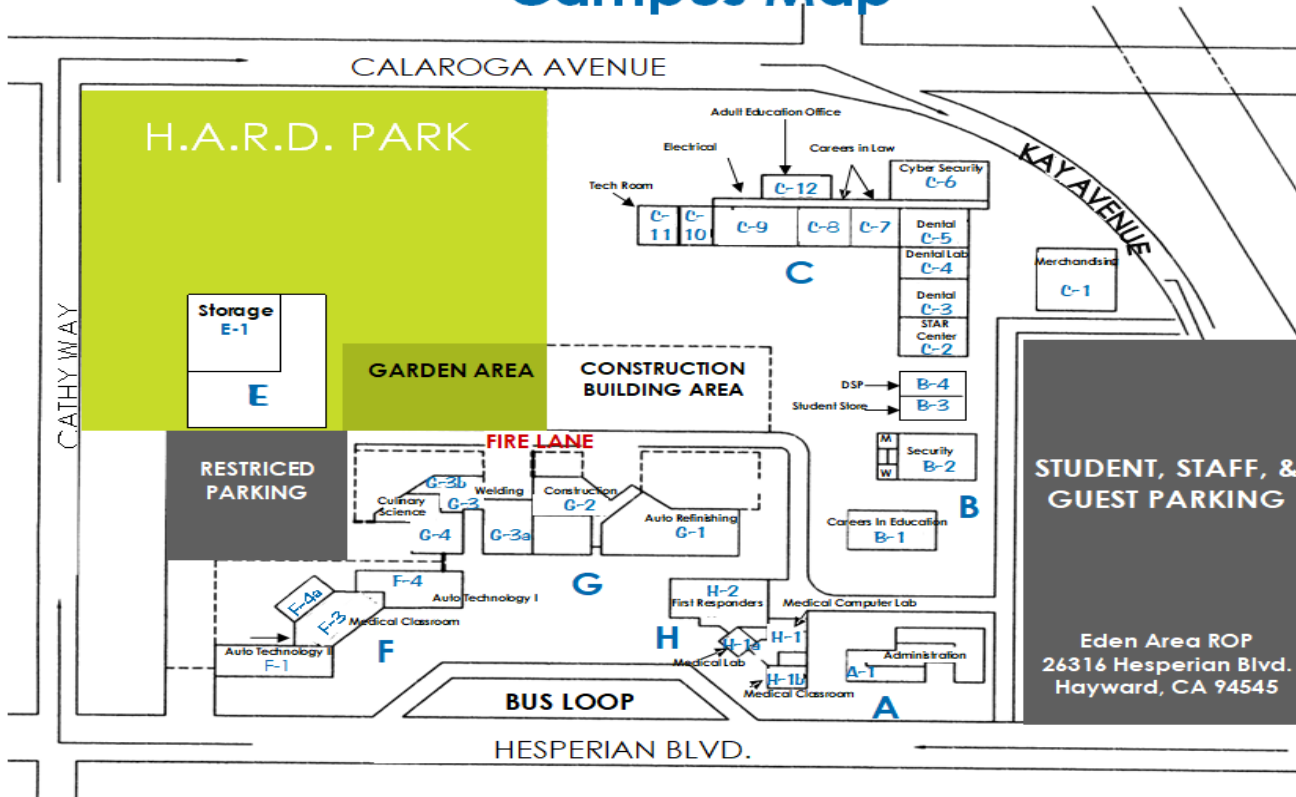 Campus Map
CALAROGA AVENUE
H.A.R.D. PARK
KAY AVENUE
CATHY WAY
Adult Education Office
Electrical
Careers in Law
Tech Room
Cyber Security
C-6
C-12
C-
11
C-
10
C-9
C-8
C-7
Dental
C-5
Dental Lab
C-4
Dental
C-3
STAR
Center
C-2
C
Merchandising
C-1
Storage
E-1
E
GARDEN AREA
CONSTRUCTION
BUILDING AREA
DSP
B-4
Student Store
B-3
M
W
Security
B-2
B
Careers In Education
B-1
FIRE LANE
RESTRICED
PARKING
STUDENT, STAFF, &
GUEST PARKING
G-3b
Culinary
Science
G-3
Welding
Construction
G-2
Auto Refinishing
G-1
G-4
G-3a
G
F-4
Auto Technology I
F-4a
F-3
Medical Classroom
Auto Technology II
F-1
F
H-2
First Responders
Medical Computer Lab
H
H-1a
H-1
Medical Lab
H-1b
Medical Classroom
Administration
A-1
A
Eden Area ROP
26316 Hesperian Blvd.
Hayward, CA 94545
BUS LOOP
HESPERIAN BLVD.